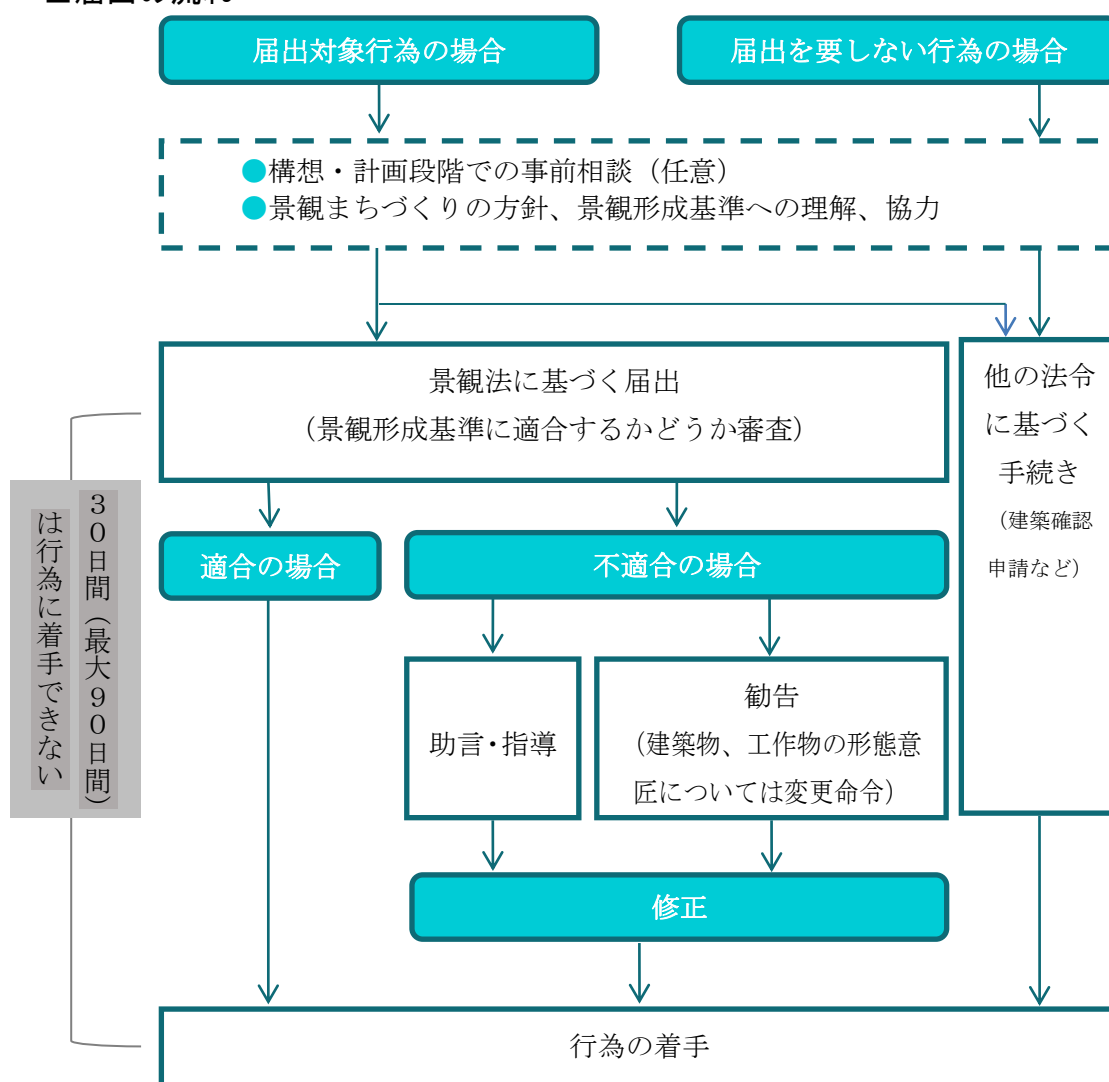 届出対象行為の場合
届出を要しない行為の場合
●構想・計画段階での事前相談（任意）
●景観まちづくりの方針、景観形成基準への理解、協力
景観法に基づく届出
（景観形成基準に適合するかどうか審査）
他の法令
に基づく
手続き
（建築確認
申請など）
３０日間（最大９０日間）
は行為に着手できない
適合の場合
不適合の場合
助言・指導
勧告
（建築物、工作物の形態意
匠については変更命令）
修正
行為の着手